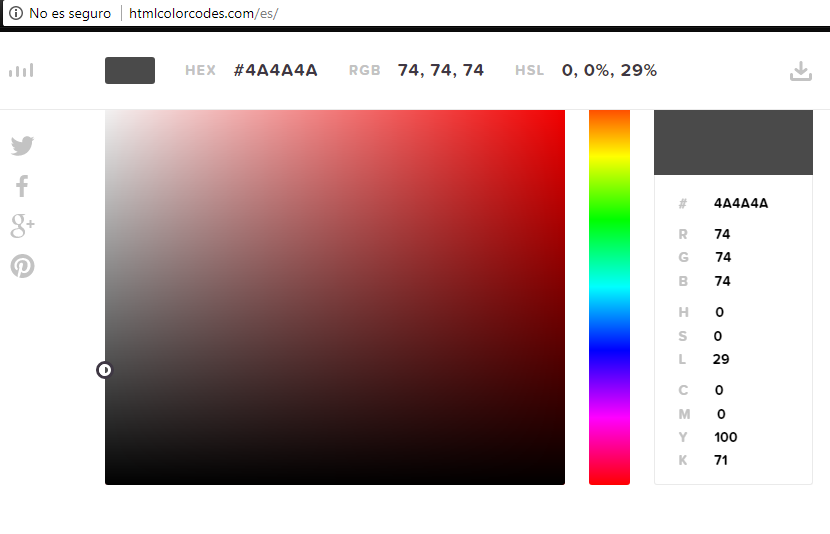 No es seguro | htmlcolorcodes.com/es/
HEX #4A4A4A RGB 74, 74, 74 HSL 0, 0%, 29%
# 4A4A4A
R 74
G 74
B 74
H 0
S 0
L 29
C 0
M 0
Y 100
K 71